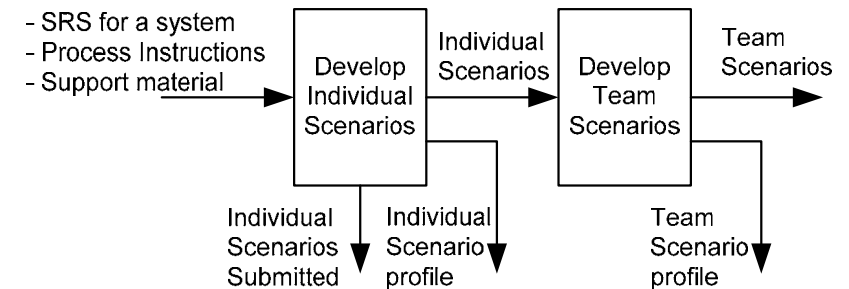 - SRS for a system
- Process Instructions
- Support material
Develop
Individual
Scenarios
Individual
Scenarios
Develop
Team
Scenarios
Team
Scenarios
Individual
Scenarios
Submitted
Individual
Scenario
profile
Team
Scenario
profile